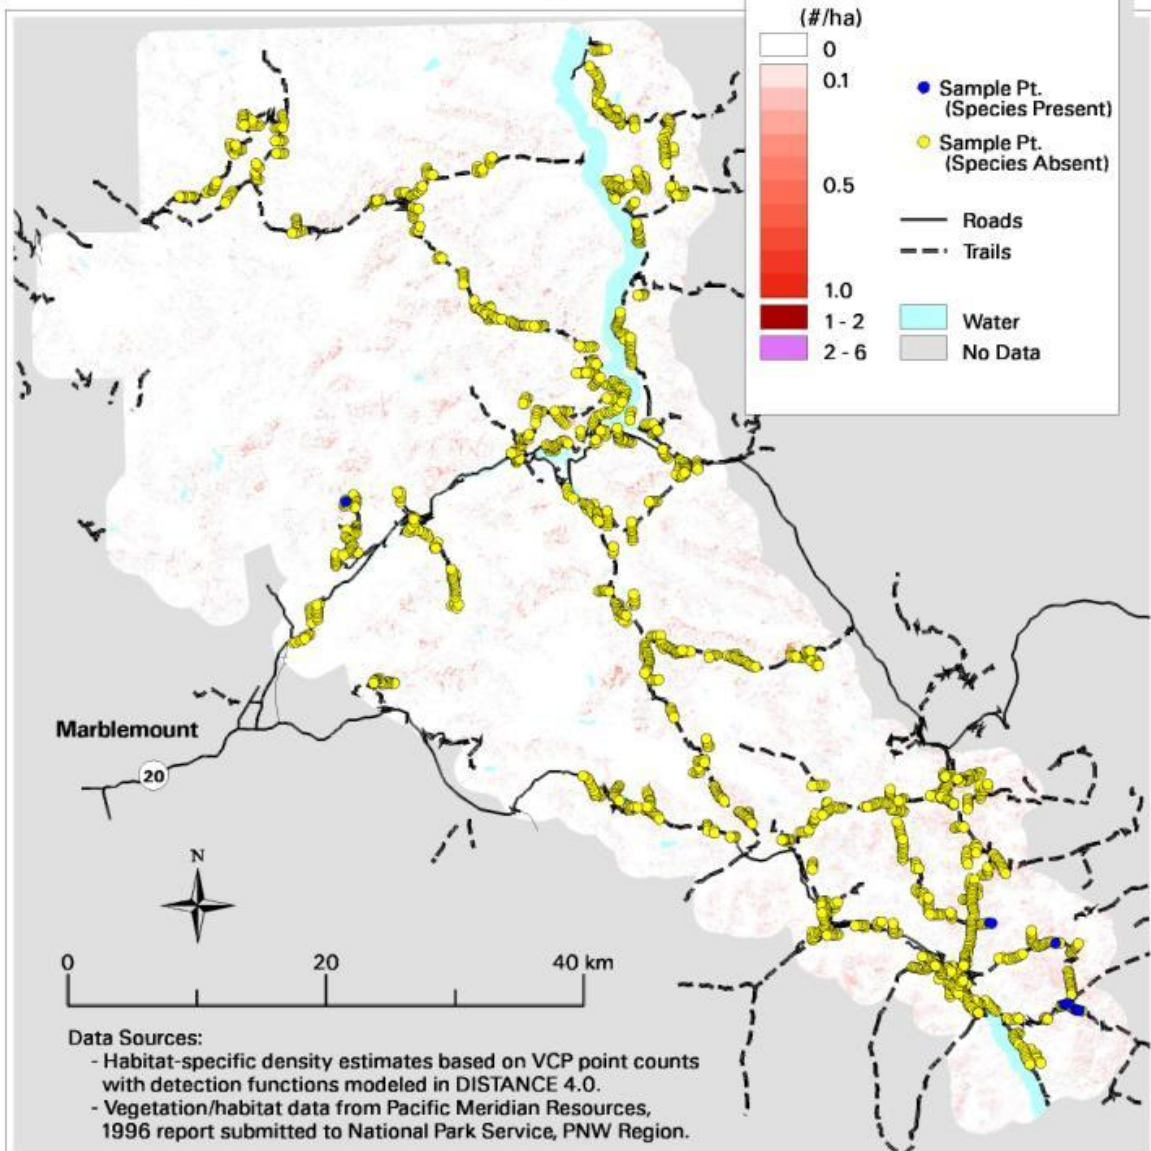 (#/ha)
0
0.1
0.5
1.0
1 - 2
2 - 6
Sample Pt.
(Species Present)
Sample Pt.
(Species Absent)
Roads
Trails
Water
No Data
Marblemount
20
N
0 20 40 km
Data Sources:
- Habitat-specific density estimates based on VCP point counts
with detection functions modeled in DISTANCE 4.0.
- Vegetation/habitat data from Pacific Meridian Resources,
1996 report submitted to National Park Service, PNW Region.